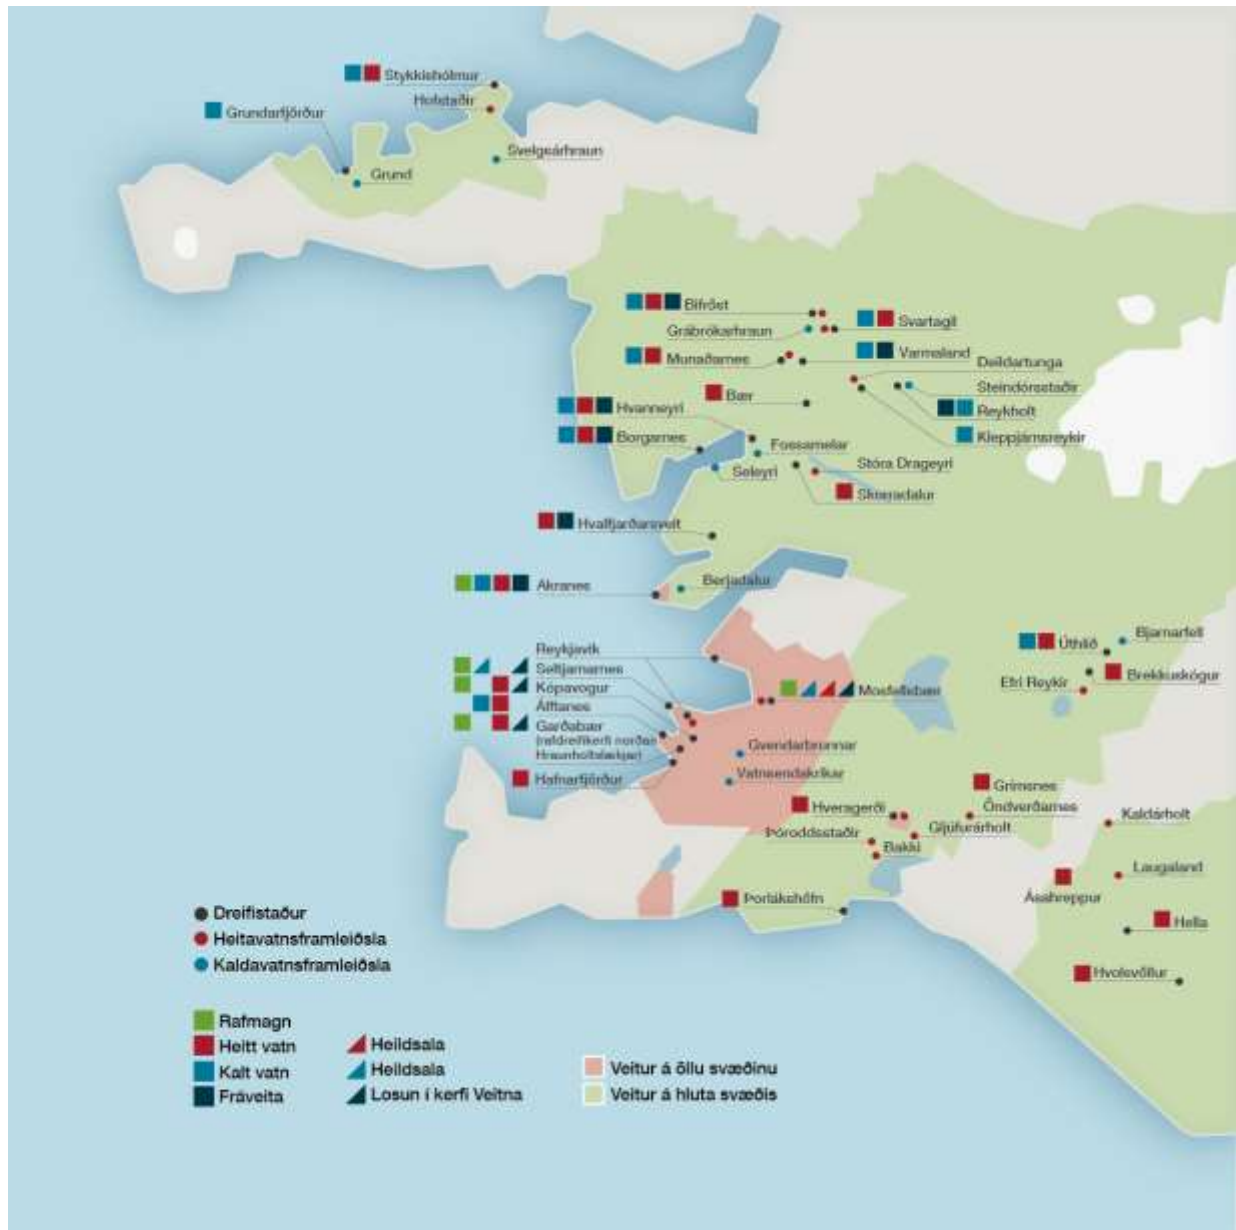 Stykkishólmur
Hofstaðir
Grundarfjörður
Svelgsárhraun
Grund
Bifröst
Svartagil
Grábrókarhraun
Munaðarnes
Varmaland
Deildartunga
Steindórsstaðir
Bær
Hvanneyri
Reykholt
Borgarnes
Kleppjárnsreykir
Fossamelar
Seleyri
Stóra Drageyri
Skorradalur
Hvalfjarðarsveit
Akranes
Berjadalur
Reykjavík
Seltjarnarnes
Kópavogur
Álftanes
Garðabær
(rafdreifikerfi norðan
Hraunholtslækjar)
Hafnarfjörður
Mosfellsbær
Gvendarbrunnar
Vatnsendakrikar
Úthlíð
Bjarnarfell
Brekkuskógur
Efri Reykir
Grímsnes
Hveragerði
Öndverðarnes
Kaldárholt
Þóroddsstaðir
Gljúfurárholt
Bakki
Laugaland
Ásahreppur
Þorlákshöfn
Hella
Hvolsvöllur
Dreifistaður
Heitavatnsframleiðsla
Kaldavatnsframleiðsla
Rafmagn
Heitt vatn
Kalt vatn
Fráveita
Heildsala
Heildsala
Losun í kerfi Veitna
Veitur á öllu svæðinu
Veitur á hluta svæðis